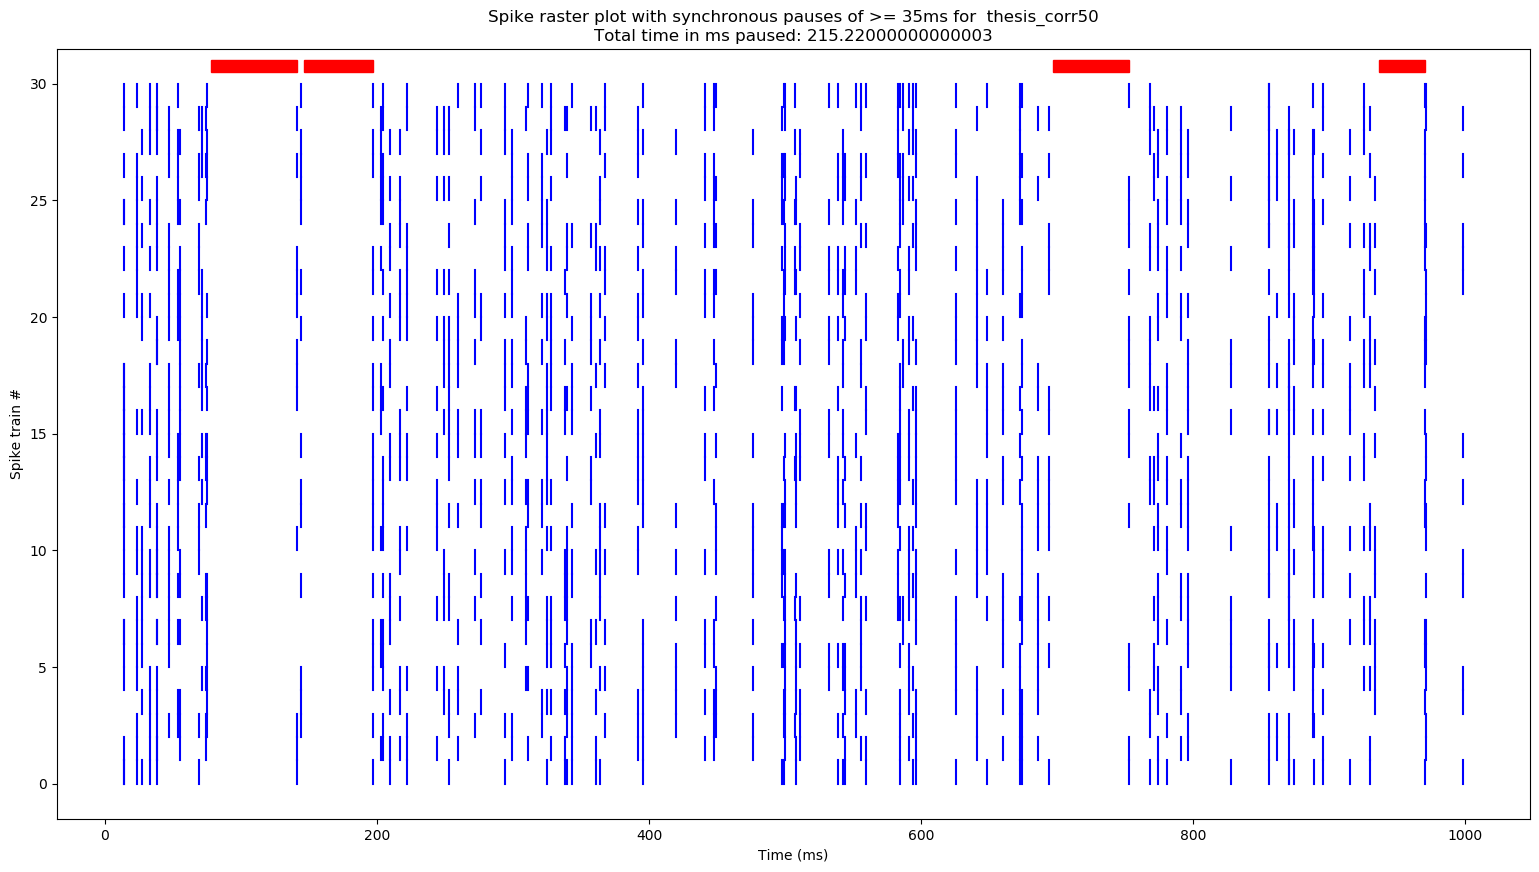 Spike raster plot with synchronous pauses of >= 35ms for  thesis_corr50
Total time in ms paused: 215.22000000000003
30
25
20
15
10
5
0
Spike train #
0 200 400 600 800 1000
Time (ms)